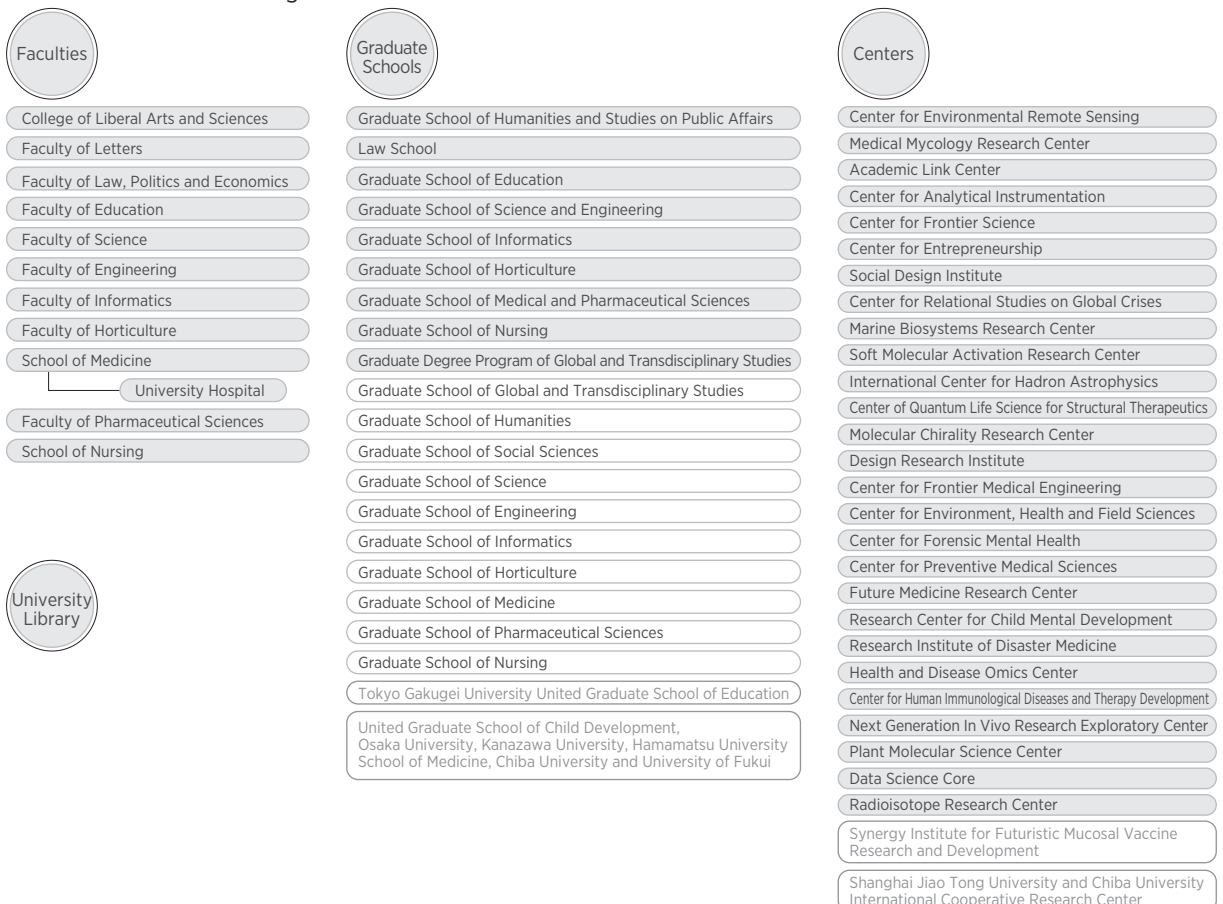 Faculties
College of Liberal Arts and Sciences
Faculty of Letters
Faculty of Law, Politics and Economics
Faculty of Education
Faculty of Science
Faculty of Engineering
Faculty of Informatics
Faculty of Horticulture
School of Medicine
University Hospital
Faculty of Pharmaceutical Sciences
School of Nursing
University
Library
Graduate
Schools
Graduate School of Humanities and Studies on Public Affairs
Law School
Graduate School of Education
Graduate School of Science and Engineering
Graduate School of Informatics
Graduate School of Horticulture
Graduate School of Medical and Pharmaceutical Sciences
Graduate School of Nursing
Graduate Degree Program of Global and Transdisciplinary Studies
Graduate School of Global and Transdisciplinary Studies
Graduate School of Humanities
Graduate School of Social Sciences
Graduate School of Science
Graduate School of Engineering
Graduate School of Informatics
Graduate School of Horticulture
Graduate School of Medicine
Graduate School of Pharmaceutical Sciences
Graduate School of Nursing
Tokyo Gakugei University United Graduate School of Education
United Graduate School of Child Development,
Osaka University, Kanazawa University, Hamamatsu University
School of Medicine, Chiba University and University of Fukui
Centers
Center for Environmental Remote Sensing
Medical Mycology Research Center
Academic Link Center
Center for Analytical Instrumentation
Center for Frontier Science
Center for Entrepreneurship
Social Design Institute
Center for Relational Studies on Global Crises
Marine Biosystems Research Center
Soft Molecular Activation Research Center
International Center for Hadron Astrophysics
Center of Quantum Life Science for Structural Therapeutics
Molecular Chirality Research Center
Design Research Institute
Center for Frontier Medical Engineering
Center for Environment, Health and Field Sciences
Center for Forensic Mental Health
Center for Preventive Medical Sciences
Future Medicine Research Center
Research Center for Child Mental Development
Research Institute of Disaster Medicine
Health and Disease Omics Center
Center for Human Immunological Diseases and Therapy Development
Next Generation In Vivo Research Exploratory Center
Plant Molecular Science Center
Data Science Core
Radioisotope Research Center
Synergy Institute for Futuristic Mucosal Vaccine
Research and Development
Shanghai Jiao Tong University and Chiba University
International Cooperative Research Center